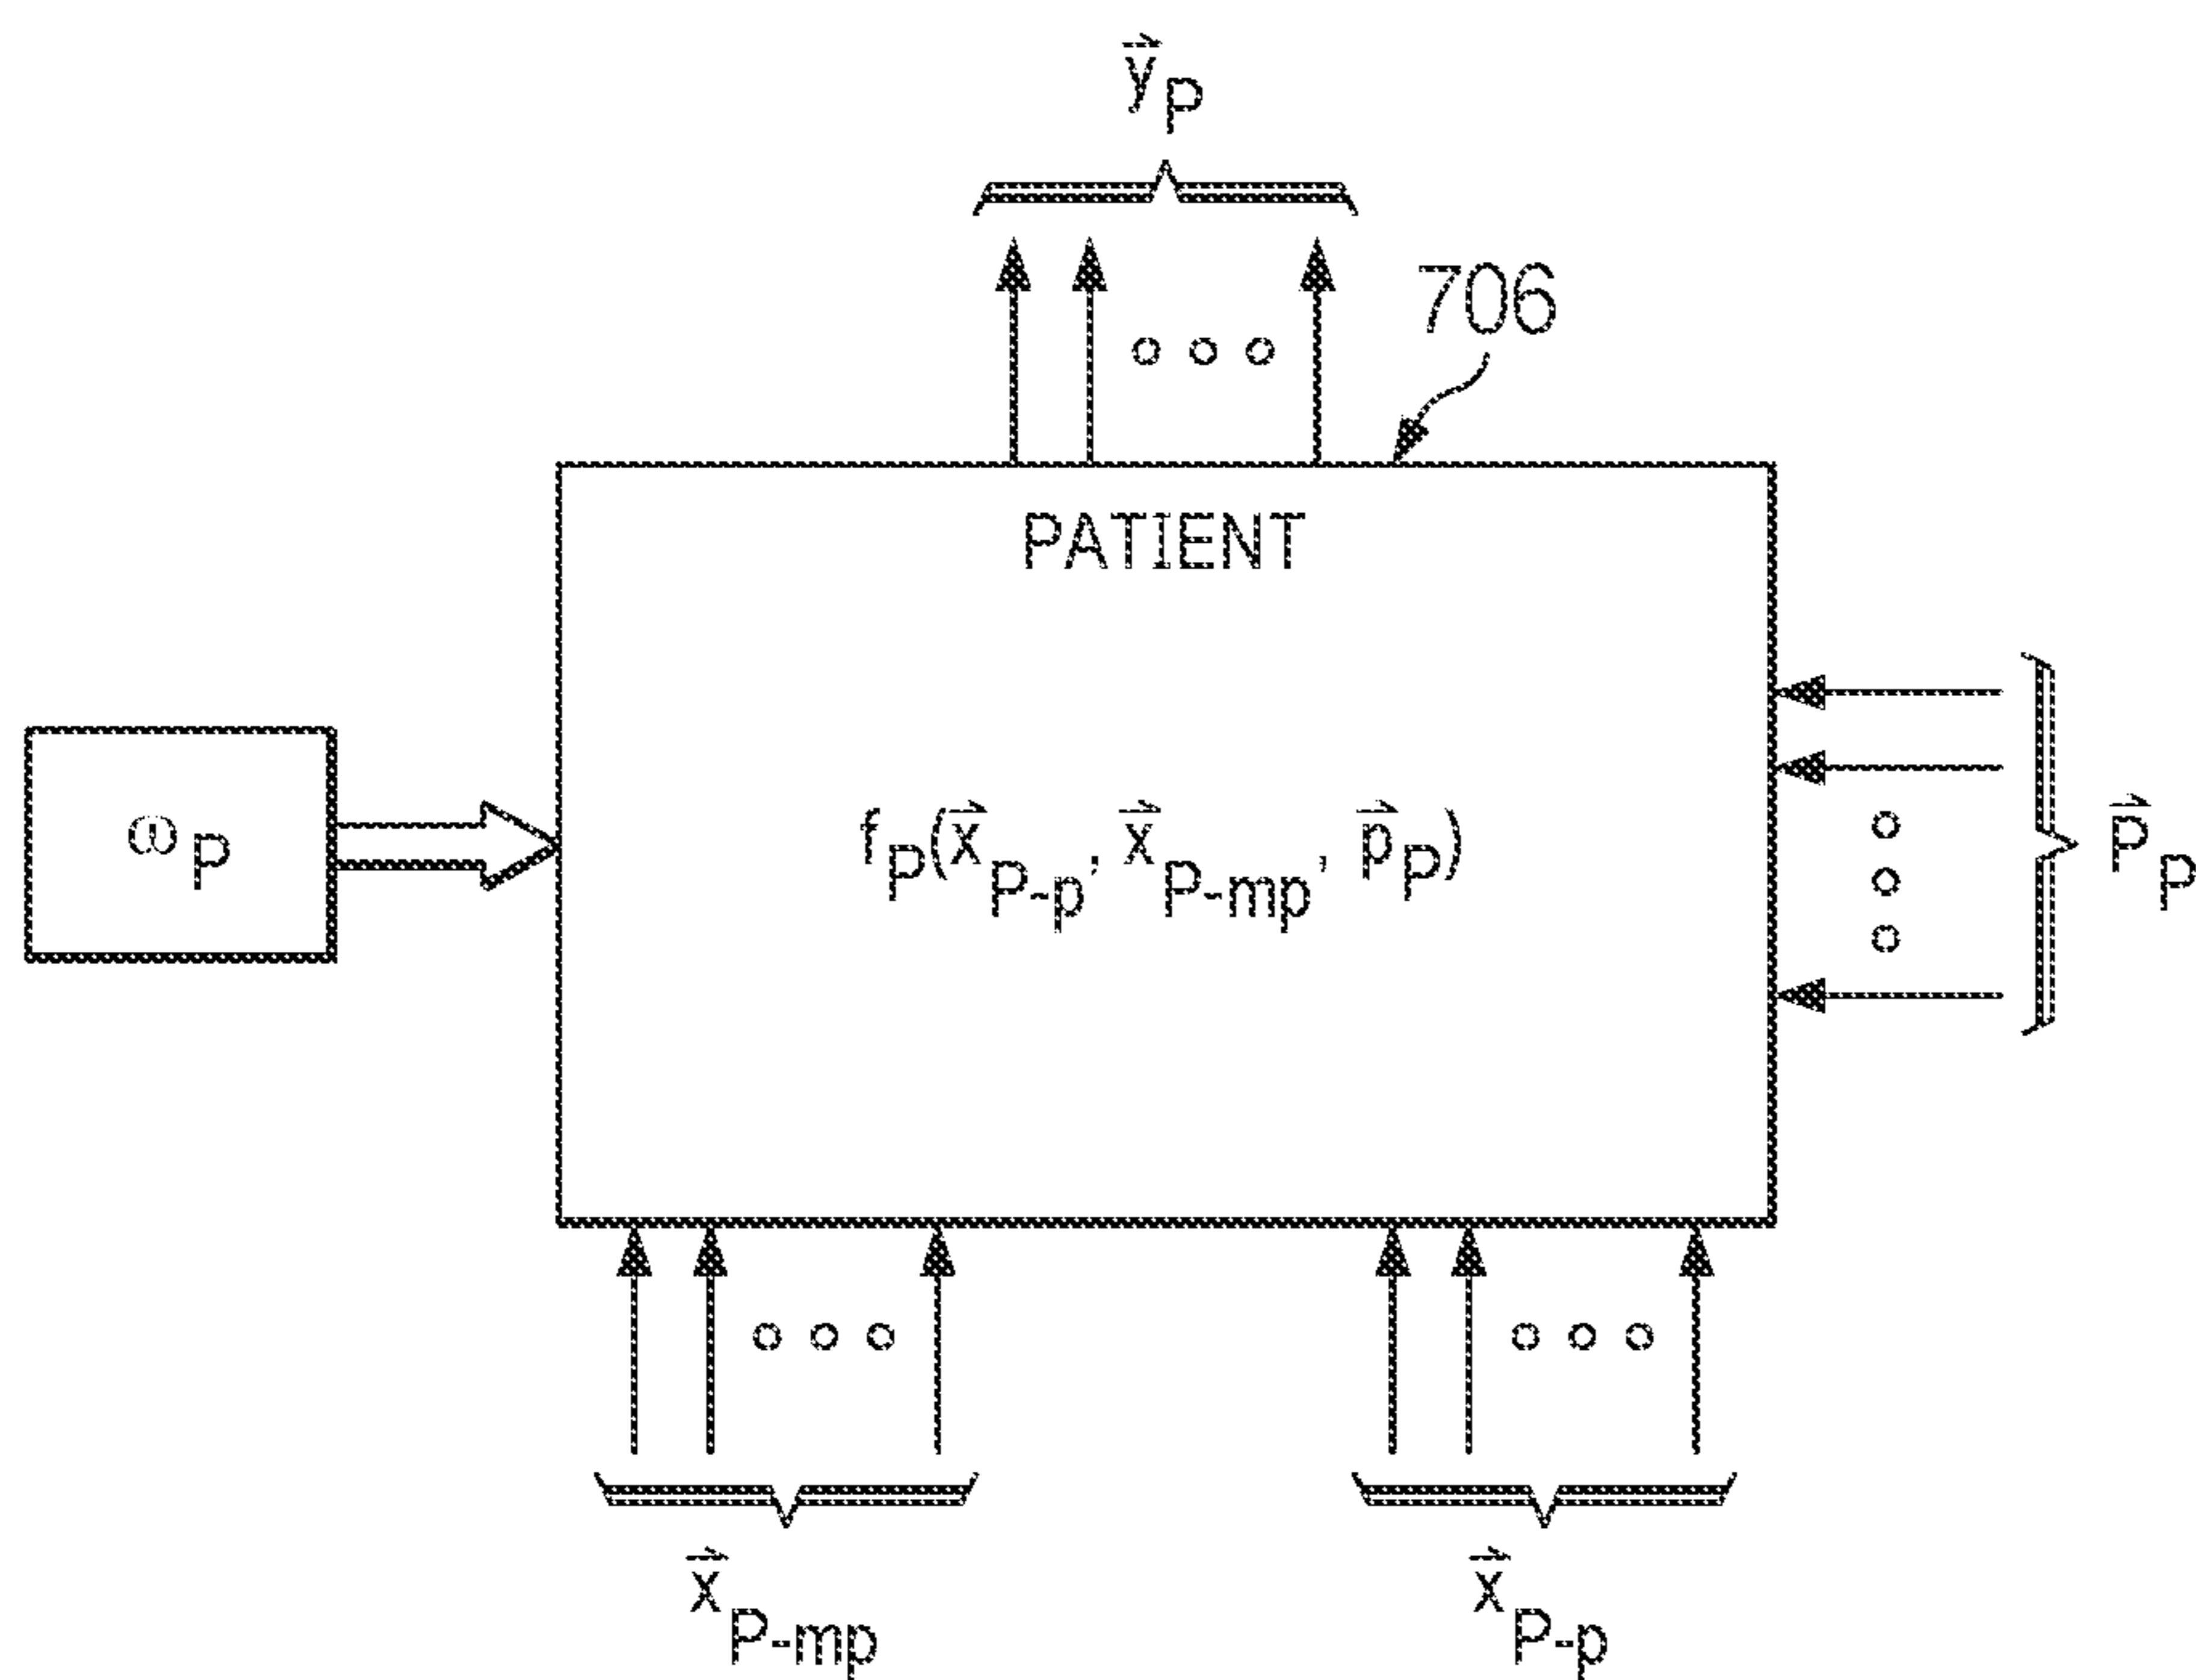 y⃗P
706
PATIENT
ωP
fP(x⃗P-p, x⃗P-mp, p⃗P)
P⃗P
x⃗P-mp
x⃗P-p